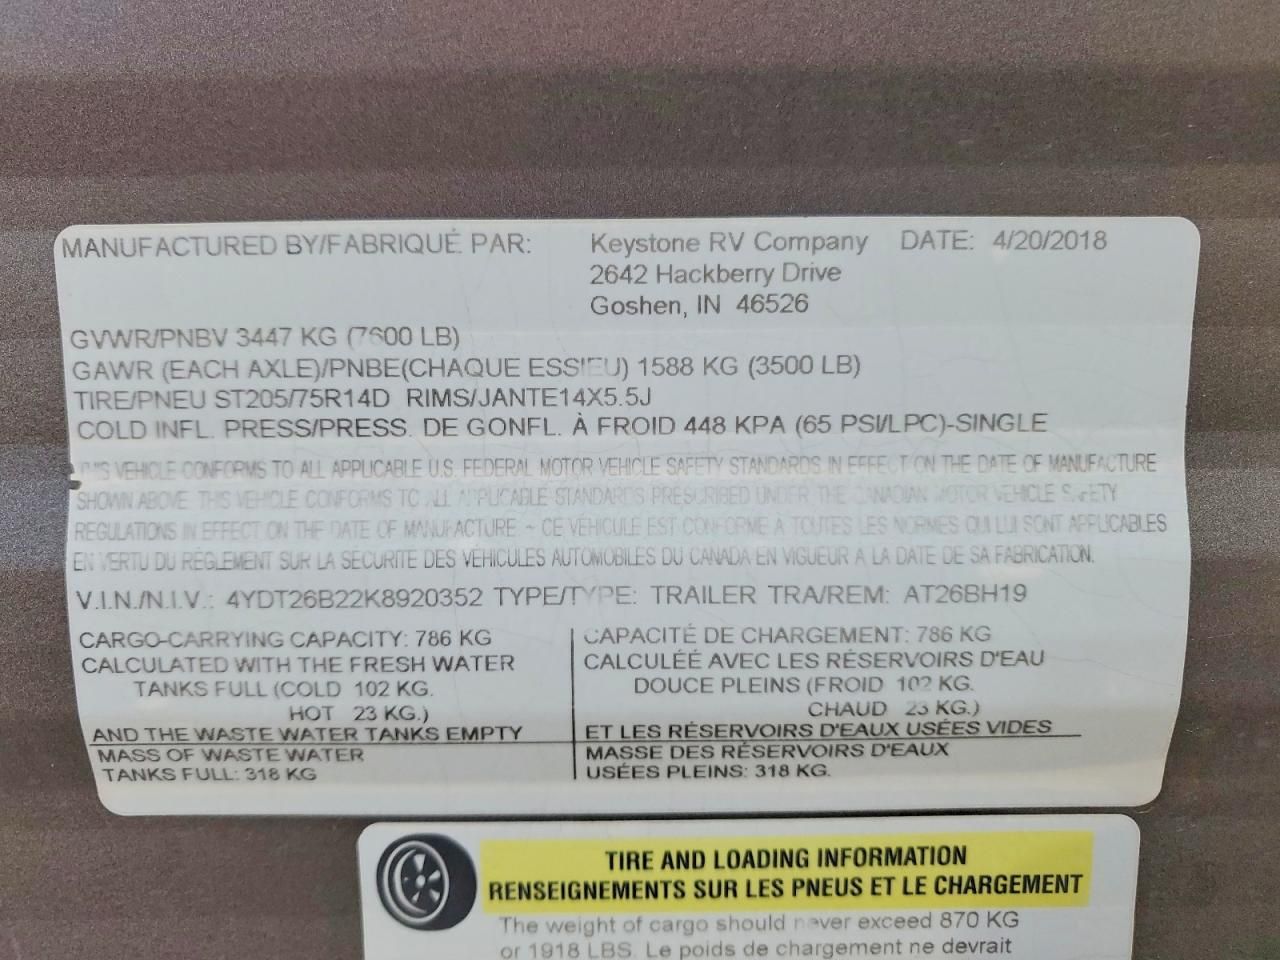 MANUFACTURED BY/FABRIQUÉ PAR: Keystone RV Company DATE: 4/20/2018
2642 Hackberry Drive
Goshen, IN 46526
GVWR/PNBV 3447 KG (7600 LB)
GAWR (EACH AXLE)/PNBE(CHAQUE ESSIEU) 1588 KG (3500 LB)
TIRE/PNEU ST205/75R14D RIMS/JANTE14X5.5J
COLD INFL. PRESS/PRESS. DE GONFL. À FROID 448 KPA (65 PSI/LPC)-SINGLE
THIS VEHICLE CONFORMS TO ALL APPLICABLE U.S. FEDERAL MOTOR VEHICLE SAFETY STANDARDS IN EFFECT ON THE DATE OF MANUFACTURE
SHOWN ABOVE. THIS VEHICLE CONFORMS TO ALL APPLICABLE STANDARDS PRESCRIBED UNDER THE CANADIAN MOTOR VEHICLE SAFETY
REGULATIONS IN EFFECT ON THE DATE OF MANUFACTURE. ~ CE VÉHICULE EST CONFORME À TOUTES LES NORMES QUI LUI SONT APPLICABLES
EN VERTU DU RÈGLEMENT SUR LA SÉCURITÉ DES VÉHICULES AUTOMOBILES DU CANADA EN VIGUEUR A LA DATE DE SA FABRICATION.
V.I.N./N.I.V.: 4YDT26B22K8920352 TYPE/TYPE: TRAILER TRA/REM: AT26BH19
CARGO-CARRYING CAPACITY: 786 KG
CALCULATED WITH THE FRESH WATER
TANKS FULL (COLD 102 KG.
HOT 23 KG.)
AND THE WASTE WATER TANKS EMPTY
MASS OF WASTE WATER
TANKS FULL: 318 KG
CAPACITÉ DE CHARGEMENT: 786 KG
CALCULÉE AVEC LES RÉSERVOIRS D'EAU
DOUCE PLEINS (FROID 102 KG.
CHAUD 23 KG.)
ET LES RÉSERVOIRS D'EAUX USÉES VIDES
MASSE DES RÉSERVOIRS D'EAUX
USÉES PLEINS: 318 KG.
TIRE AND LOADING INFORMATION
RENSEIGNEMENTS SUR LES PNEUS ET LE CHARGEMENT
The weight of cargo should never exceed 870 KG
or 1918 LBS. Le poids de chargement ne devrait